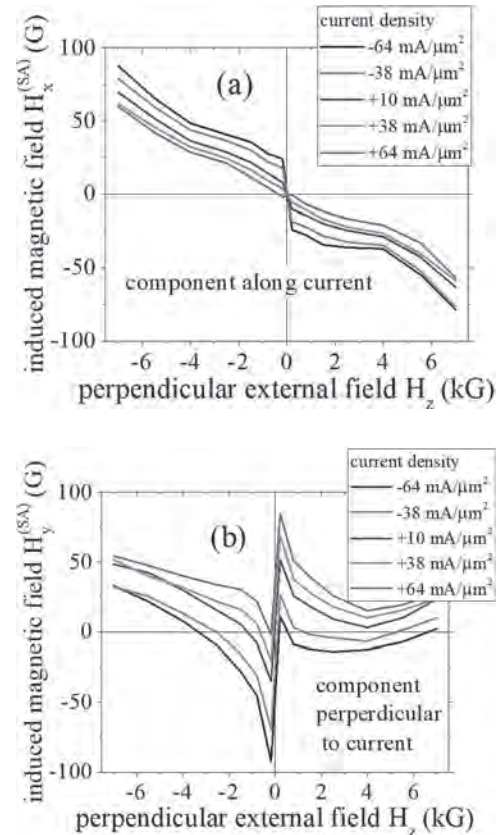 induced magnetic field H_x^(SA) (G)
100
50
0
-50
-100
(a)
current density
-64 mA/μm²
-38 mA/μm²
+10 mA/μm²
+38 mA/μm²
+64 mA/μm²
component along current
-6 -4 -2 0 2 4 6
perpendicular external field H_z (kG)
induced magnetic field H_y^(SA) (G)
100
50
0
-50
-100
(b)
current density
-64 mA/μm²
-38 mA/μm²
+10 mA/μm²
+38 mA/μm²
+64 mA/μm²
component
perpendicular
to current
-6 -4 -2 0 2 4 6
perpendicular external field H_z (kG)